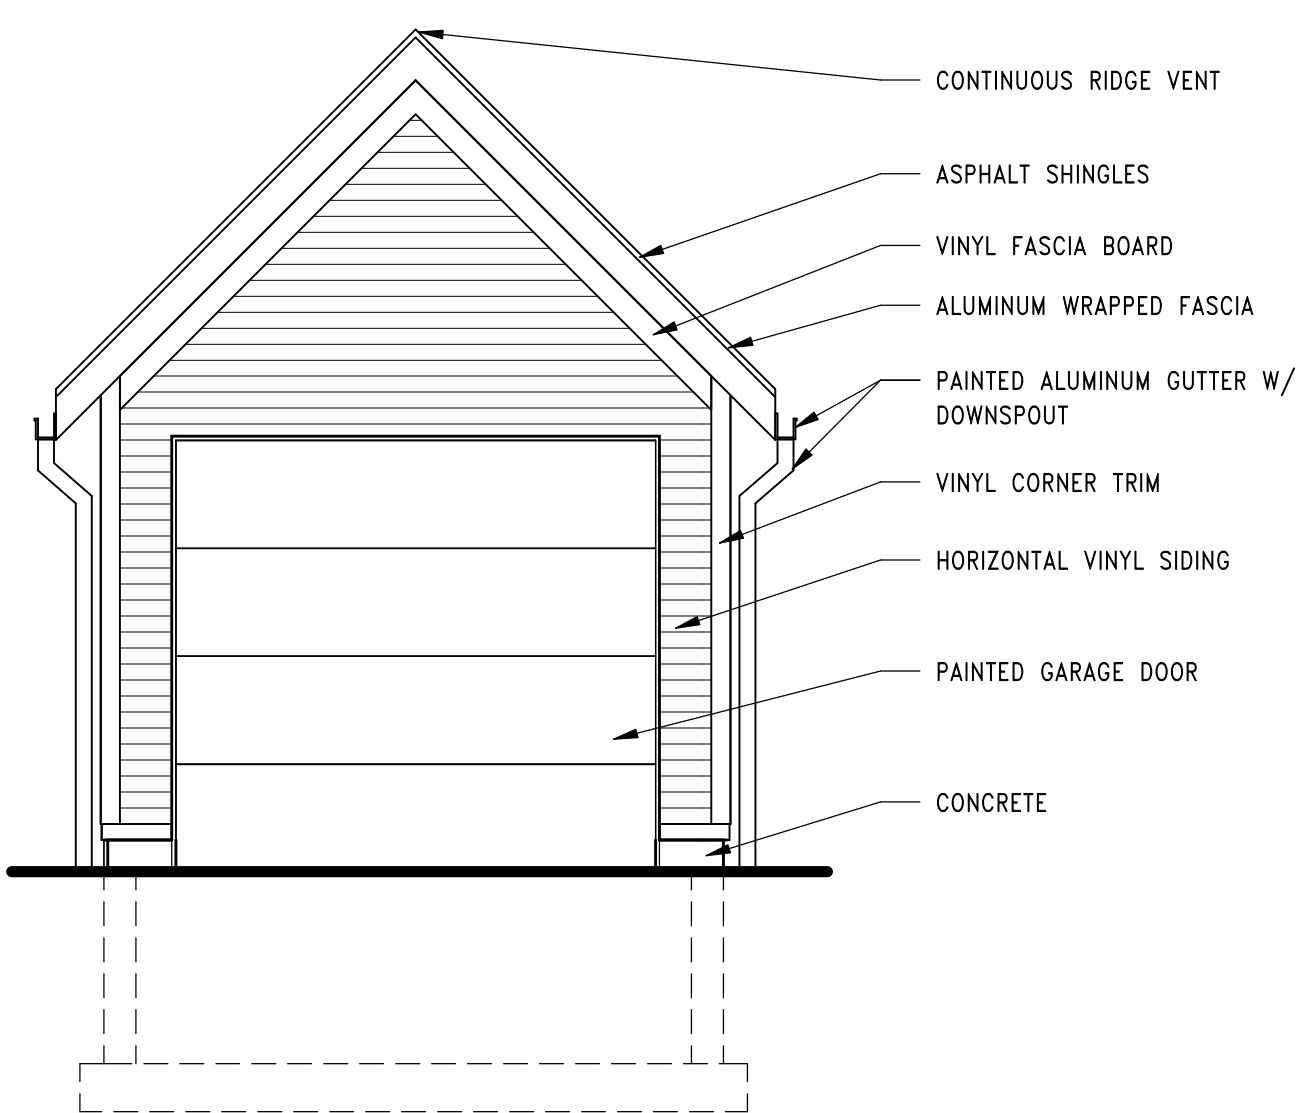 CONTINUOUS RIDGE VENT
ASPHALT SHINGLES
VINYL FASCIA BOARD
ALUMINUM WRAPPED FASCIA
PAINTED ALUMINUM GUTTER W/
DOWNSPOUT
VINYL CORNER TRIM
HORIZONTAL VINYL SIDING
PAINTED GARAGE DOOR
CONCRETE